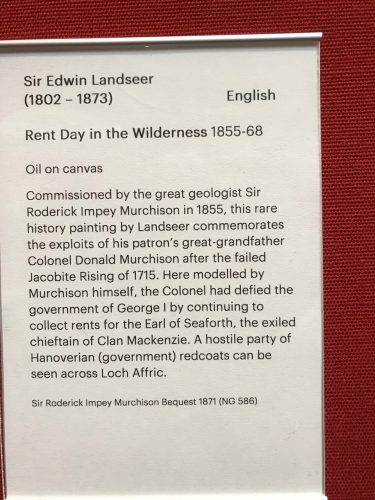 Sir Edwin Landseer
(1802 – 1873) English
Rent Day in the Wilderness 1855-68
Oil on canvas
Commissioned by the great geologist Sir
Roderick Impey Murchison in 1855, this rare
history painting by Landseer commemorates
the exploits of his patron's great-grandfather
Colonel Donald Murchison after the failed
Jacobite Rising of 1715. Here modelled by
Murchison himself, the Colonel had defied the
government of George I by continuing to
collect rents for the Earl of Seaforth, the exiled
chieftain of Clan Mackenzie. A hostile party of
Hanoverian (government) redcoats can be
seen across Loch Affric.
Sir Roderick Impey Murchison Bequest 1871 (NG 586)